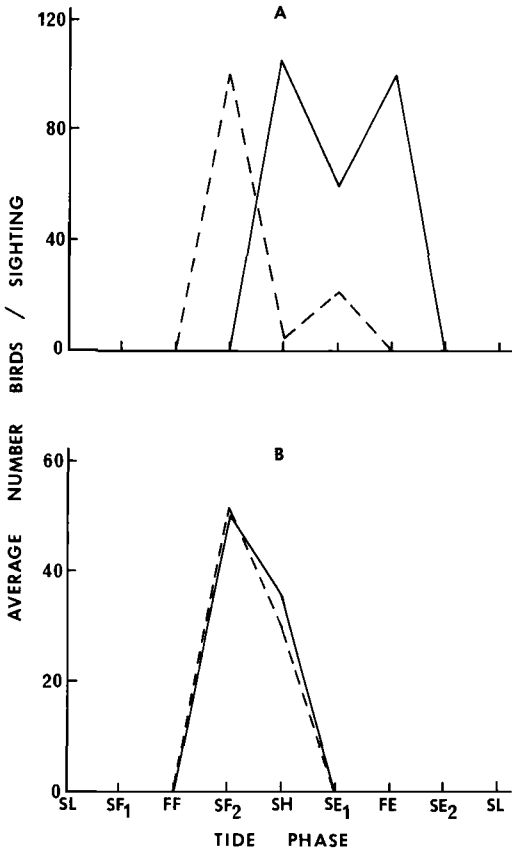 A
120
80
40
0
AVERAGE NUMBER BIRDS / SIGHTING
B
60
40
20
0
SL SF1 FF SF2 SH SE1 FE SE2 SL
TIDE PHASE